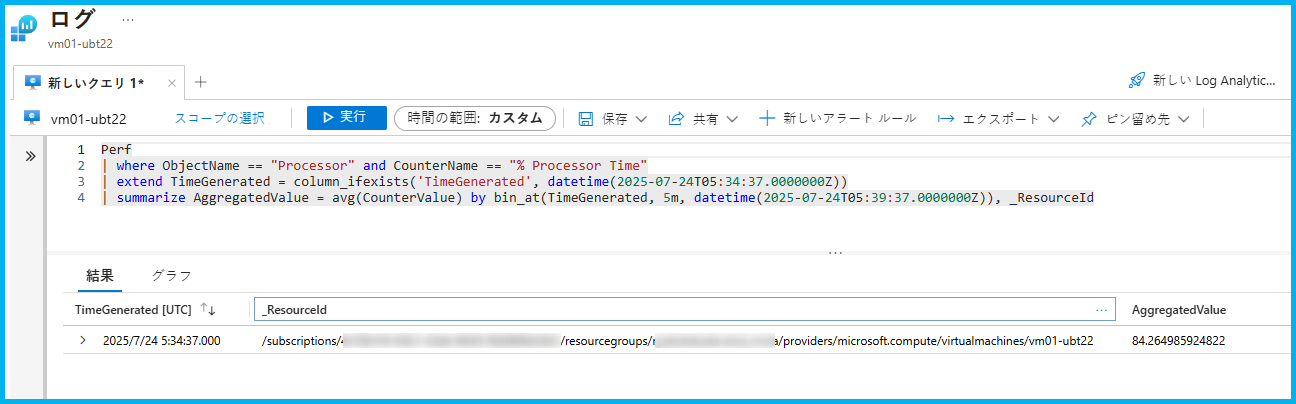 ログ ...
vm01-ubt22
新しいクエリ 1* × +
新しい Log Analytic...
vm01-ubt22 スコープの選択 実行 時間の範囲: カスタム 保存 共有 新しいアラート ルール エクスポート ピン留め先
1 Perf
2 | where ObjectName == "Processor" and CounterName == "% Processor Time"
3 | extend TimeGenerated = column_ifexists('TimeGenerated', datetime(2025-07-24T05:34:37.0000000Z))
4 | summarize AggregatedValue = avg(CounterValue) by bin_at(TimeGenerated, 5m, datetime(2025-07-24T05:39:37.0000000Z)), _ResourceId
結果 グラフ
TimeGenerated [UTC] _ResourceId ... AggregatedValue
2025/7/24 5:34:37.000 /subscriptions/ /resourcegroups/ /providers/microsoft.compute/virtualmachines/vm01-ubt22 84.264985924822